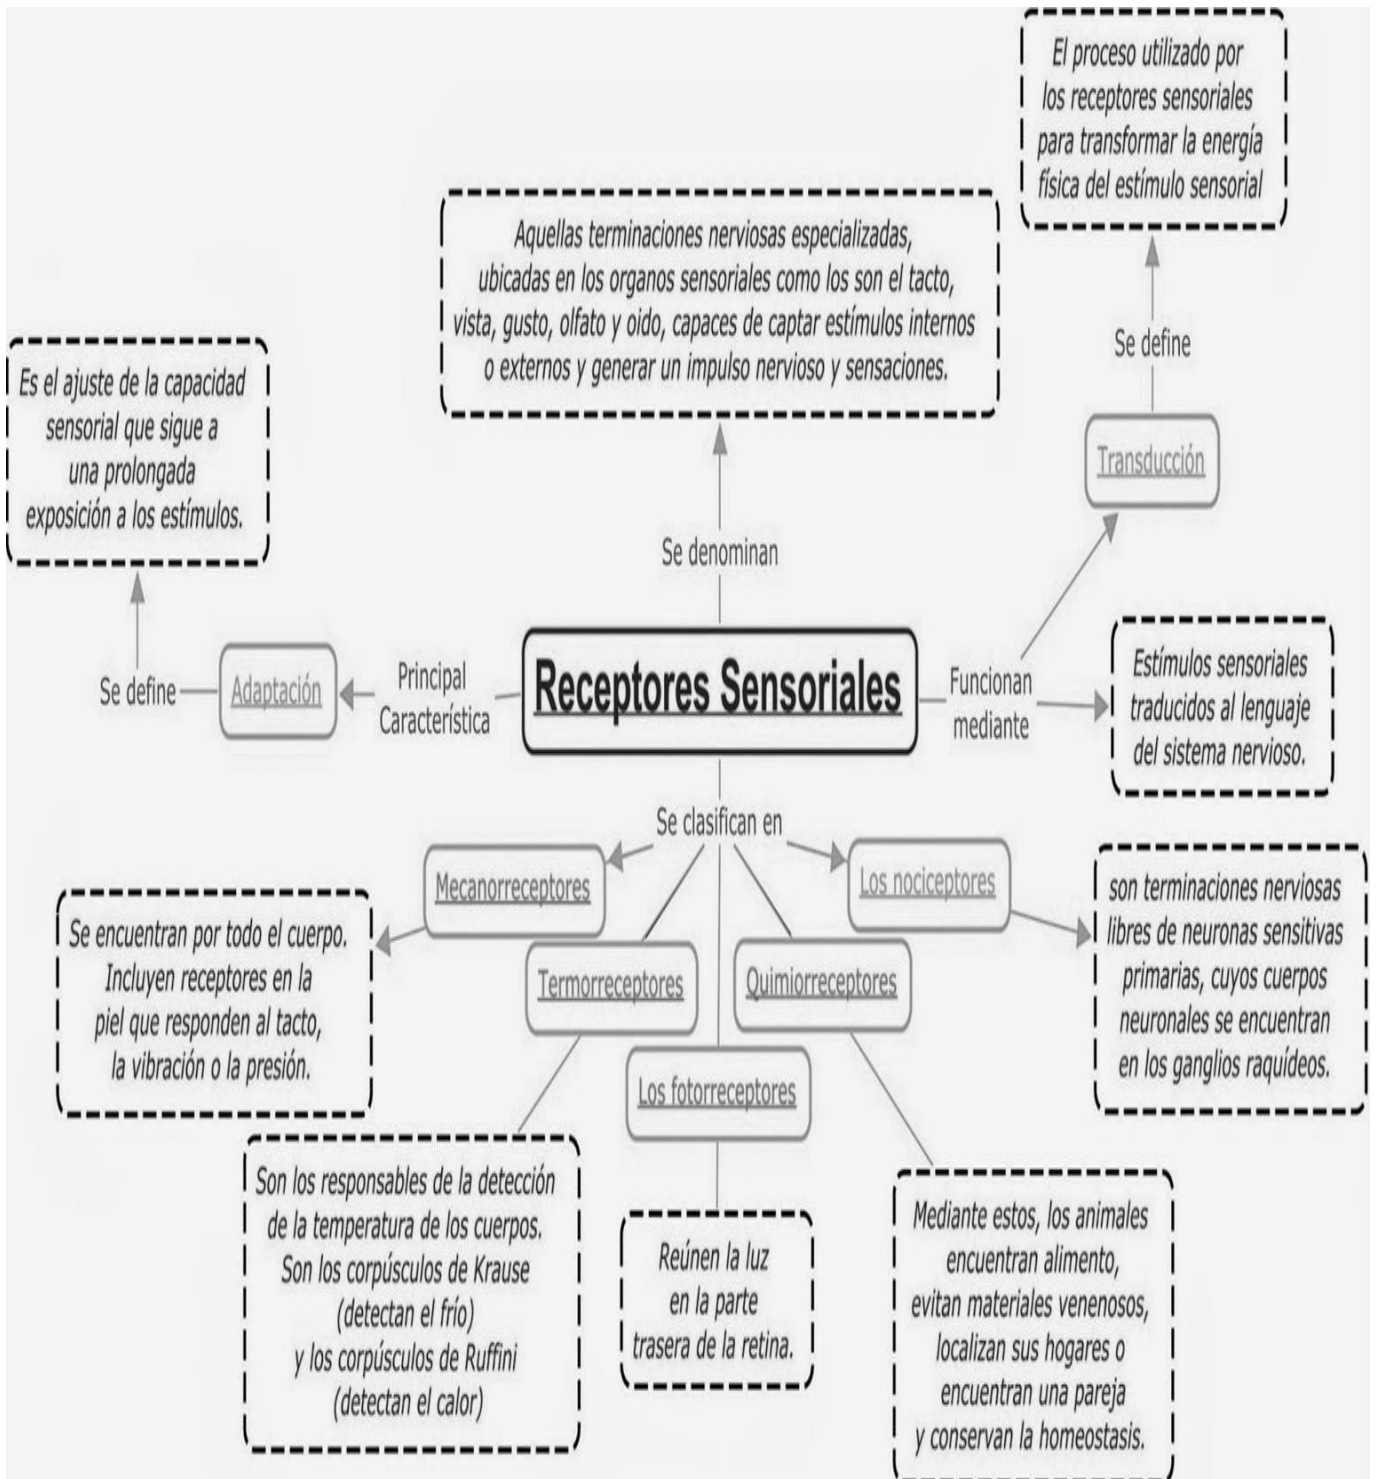 El proceso utilizado por
los receptores sensoriales
para transformar la energía
física del estímulo sensorial
Aquellas terminaciones nerviosas especializadas,
ubicadas en los organos sensoriales como los son el tacto,
vista, gusto, olfato y oido, capaces de captar estímulos internos
o externos y generar un impulso nervioso y sensaciones.
Se define
Es el ajuste de la capacidad
sensorial que sigue a
una prolongada
exposición a los estímulos.
Transducción
Se denominan
Receptores Sensoriales
Principal
Característica
Adaptación
Se define
Funcionan
mediante
Estímulos sensoriales
traducidos al lenguaje
del sistema nervioso.
Se clasifican en
Mecanorreceptores
Se encuentran por todo el cuerpo.
Incluyen receptores en la
piel que responden al tacto,
la vibración o la presión.
Termorreceptores
Son los responsables de la detección
de la temperatura de los cuerpos.
Son los corpúsculos de Krause
(detectan el frío)
y los corpúsculos de Ruffini
(detectan el calor)
Los fotorreceptores
Reúnen la luz
en la parte
trasera de la retina.
Quimiorreceptores
Mediante estos, los animales
encuentran alimento,
evitan materiales venenosos,
localizan sus hogares o
encuentran una pareja
y conservan la homeostasis.
Los nociceptores
son terminaciones nerviosas
libres de neuronas sensitivas
primarias, cuyos cuerpos
neuronales se encuentran
en los ganglios raquídeos.